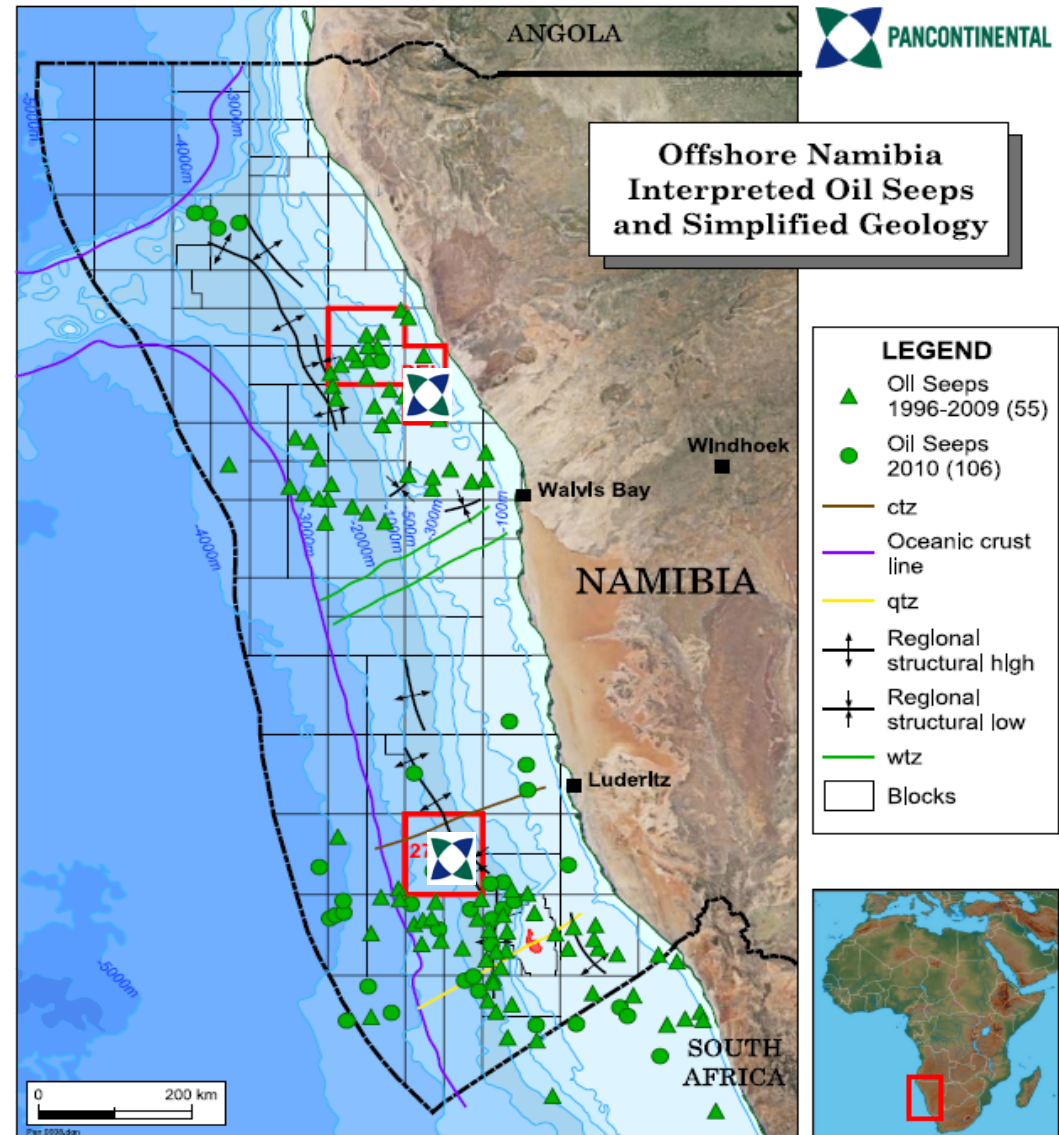 ANGOLA
PANCONTINENTAL
Offshore Namibia
Interpreted Oil Seeps
and Simplified Geology
-5000m
-4000m
-3000m
LEGEND
Oil Seeps
1996-2009 (55)
Oil Seeps
2010 (106)
ctz
Oceanic crust
line
qtz
Regional
structural high
Regional
structural low
wtz
Blocks
Windhoek
Walvis Bay
-4000m
-3000m
-2000m
-1000m
-500m
-300m
-100m
NAMIBIA
Luderitz
27
-5000m
SOUTH
AFRICA
0 200 km